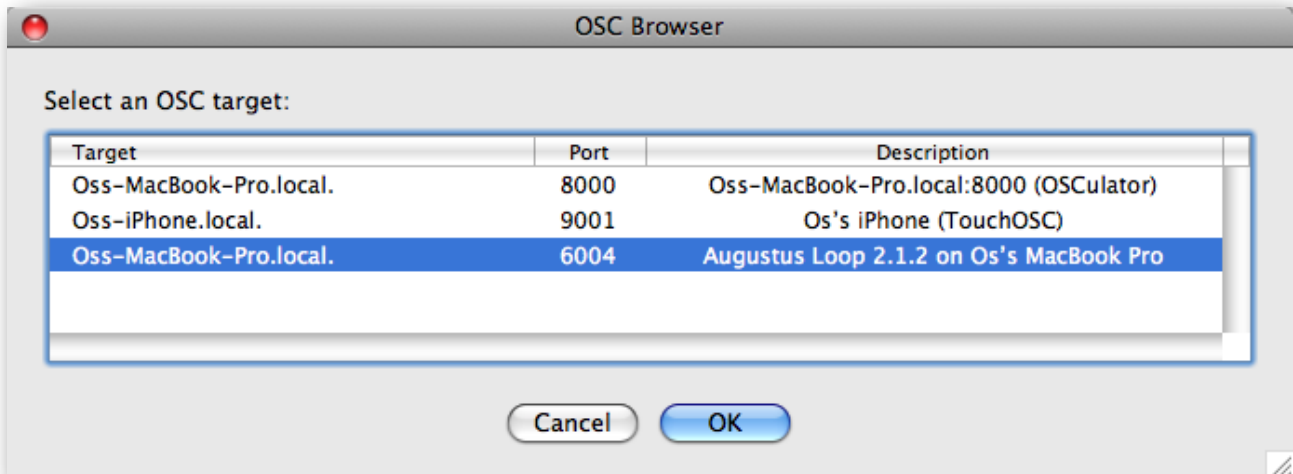 OSC Browser
Select an OSC target:
Target Port Description
Oss-MacBook-Pro.local. 8000 Oss-MacBook-Pro.local:8000 (OSCulator)
Oss-iPhone.local. 9001 Os's iPhone (TouchOSC)
Oss-MacBook-Pro.local. 6004 Augustus Loop 2.1.2 on Os's MacBook Pro
Cancel OK